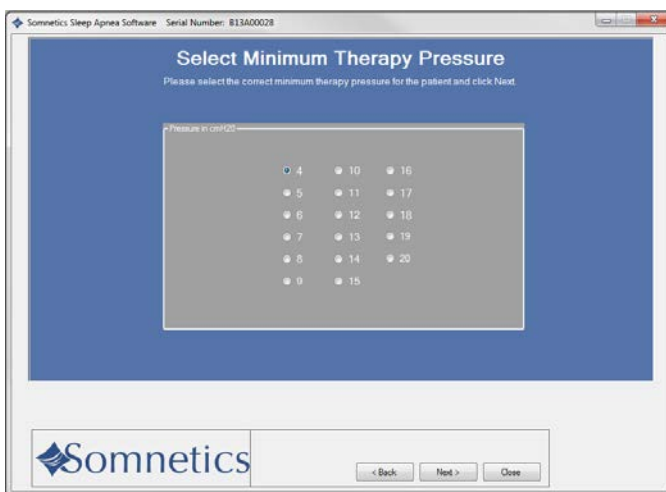 Somnetics Sleep Apnea Software Serial Number: B13A00028
Select Minimum Therapy Pressure
Please select the correct minimum therapy pressure for the patient and click Next.
Pressure in cmH20
4 10 16
5 11 17
6 12 18
7 13 19
8 14 20
9 15
Somnetics
< Back Next > Close